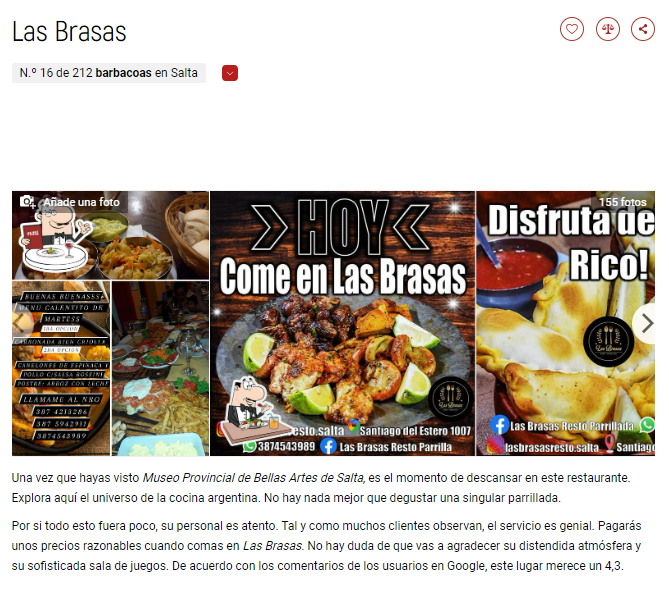 Las Brasas
N.º 16 de 212 barbacoas en Salta
Añade una foto
155 fotos
BUENAS BUENASSS
MENU CALENTITO DE
MARTESS
1RA OPCION
CARBONADA BIEN CRIOLLA
2DA OPCION
CANELONES DE ESPINACA Y
POLLO C/SALSA ROSSINI
POSTRE: ARROZ CON LECHE
LLAMAME AL NRO
387 4213286
387 5942911
3874543989
HOY
Come en Las Brasas
Las Brasas
esto.salta
Santiago del Estero 1007
3874543989
Las Brasas Resto Parrilla
Disfruta de
Rico!
Las Brasas
Las Brasas Resto Parrillada
lasbrasasresto.salta
Santiago
Una vez que hayas visto Museo Provincial de Bellas Artes de Salta, es el momento de descansar en este restaurante.
Explora aquí el universo de la cocina argentina. No hay nada mejor que degustar una singular parrillada.
Por si todo esto fuera poco, su personal es atento. Tal y como muchos clientes observan, el servicio es genial. Pagarás
unos precios razonables cuando comas en Las Brasas. No hay duda de que vas a agradecer su distendida atmósfera y
su sofisticada sala de juegos. De acuerdo con los comentarios de los usuarios en Google, este lugar merece un 4,3.